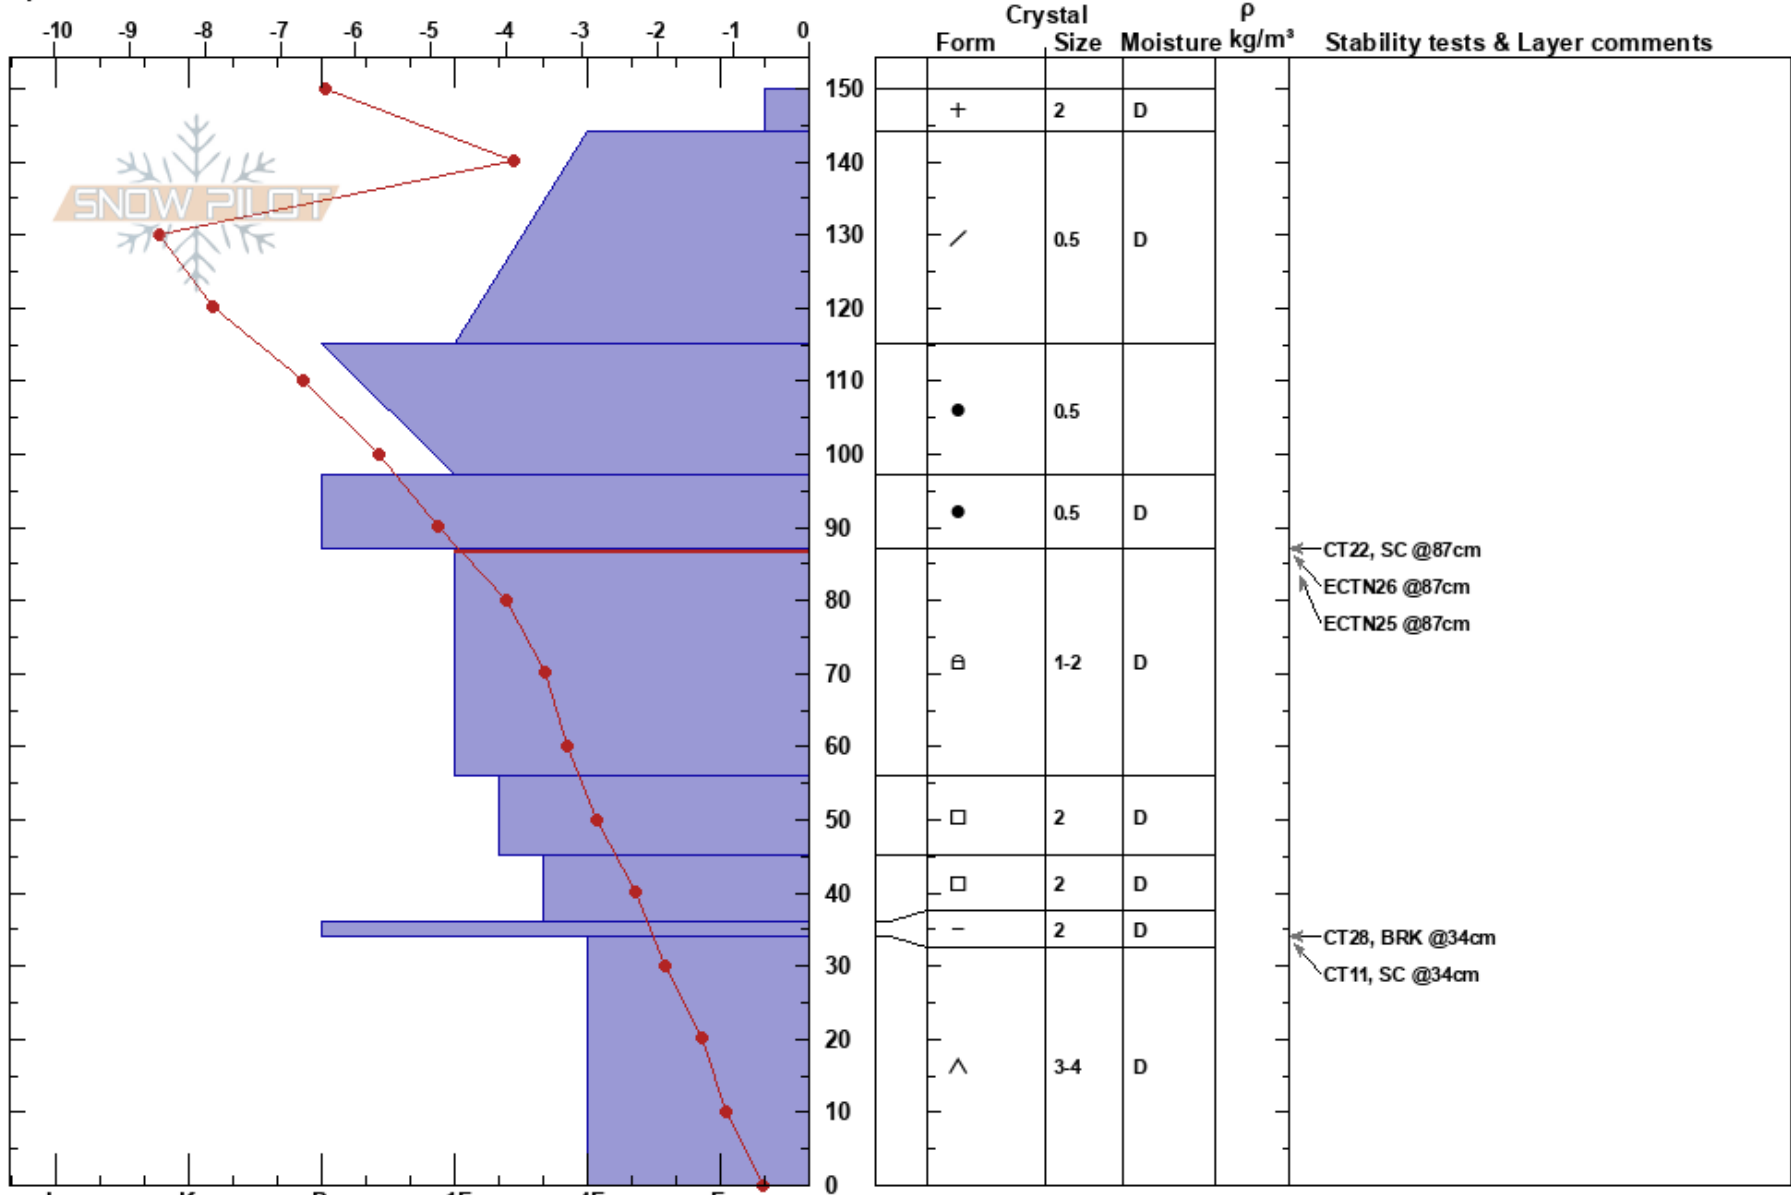 Crystal ρ
-10 -9 -8 -7 -6 -5 -4 -3 -2 -1 0 Form Size Moisture kg/m³ Stability tests & Layer comments
150
+ 2 D
140
SNOW PILOT
130 / 0.5 D
120
110
● 0.5
100
● 0.5 D
90
CT22, SC @87cm
ECTN26 @87cm
80
ECTN25 @87cm
70 1-2 D
60
50 □ 2 D
40 □ 2 D
– 2 D
CT28, BRK @34cm
30 CT11, SC @34cm
20
∧ 3-4 D
10
0